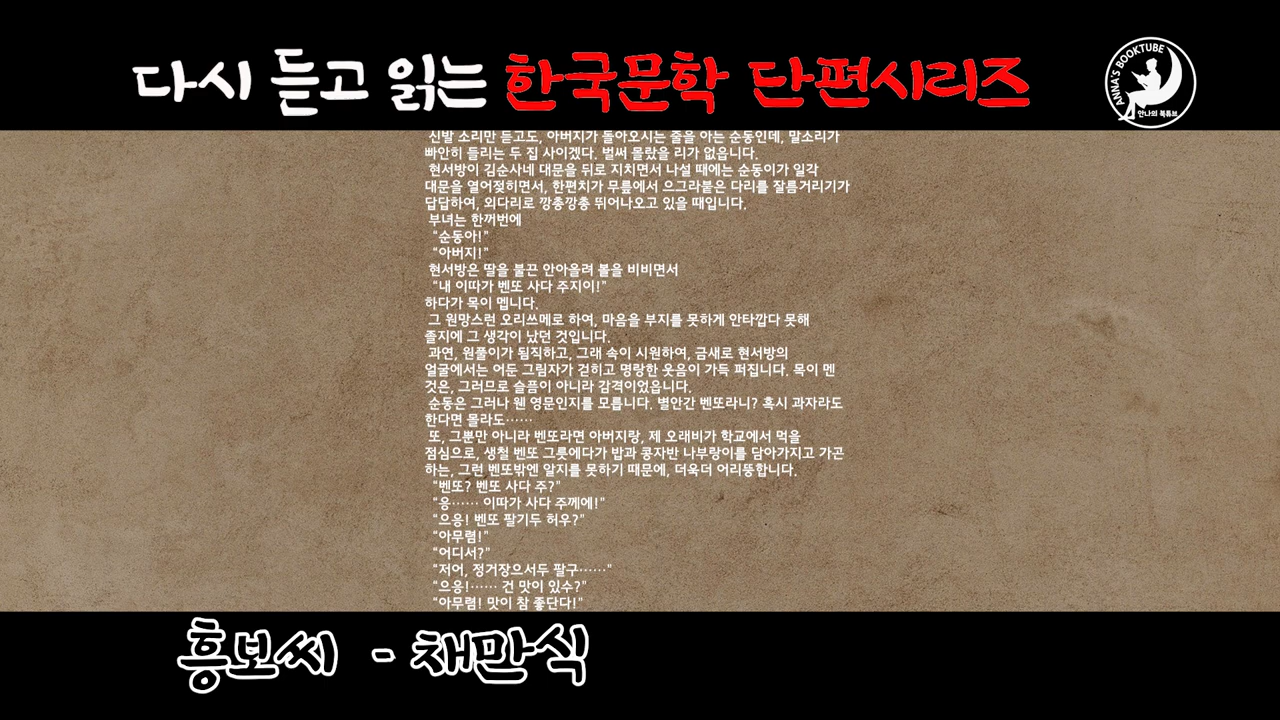 다시 듣고 읽는 한국문학 단편시리즈
ANNA'S BOOKTUBE
안나의 북튜브
신발 소리만 듣고도, 아버지가 돌아오시는 줄을 아는 순동인데, 말소리가
빠안히 들리는 두 집 사이겠다. 벌써 몰랐을 리가 없읍니다.
현서방이 김순사네 대문을 뒤로 지치면서 나설 때에는 순동이가 일각
대문을 열어젖히면서, 한편치가 무릎에서 으그라붙은 다리를 잘름거리기가
답답하여, 외다리로 깡총깡총 뛰어나오고 있을 때입니다.
부녀는 한꺼번에
"순동아!"
"아버지!"
현서방은 딸을 불끈 안아올려 볼을 비비면서
"내 이따가 벤또 사다 주지이!"
하다가 목이 멥니다.
그 원망스런 오리쓰메로 하여, 마음을 부지를 못하게 안타깝다 못해
졸지에 그 생각이 났던 것입니다.
과연, 원풀이가 됨직하고, 그래 속이 시원하여, 금새로 현서방의
얼굴에서는 어둔 그림자가 걷히고 명랑한 웃음이 가득 퍼집니다. 목이 멘
것은, 그러므로 슬픔이 아니라 감격이었읍니다.
순동은 그러나 웬 영문인지를 모릅니다. 별안간 벤또라니? 혹시 과자라도
한다면 몰라도……
또, 그뿐만 아니라 벤또라면 아버지랑, 제 오래비가 학교에서 먹을
점심으로, 생철 벤또 그릇에다가 밥과 콩자반 나부랑이를 담아가지고 가곤
하는, 그런 벤또밖엔 알지를 못하기 때문에, 더욱더 어리뚱합니다.
"벤또? 벤또 사다 주?"
"응…… 이따가 사다 주께에!"
"으응! 벤또 팔기두 허우?"
"아무렴!"
"어디서?"
"저어, 정거장으서두 팔구……"
"으응!…… 건 맛이 있수?"
"아무렴! 맛이 참 좋단다!"
흥보씨 - 채만식